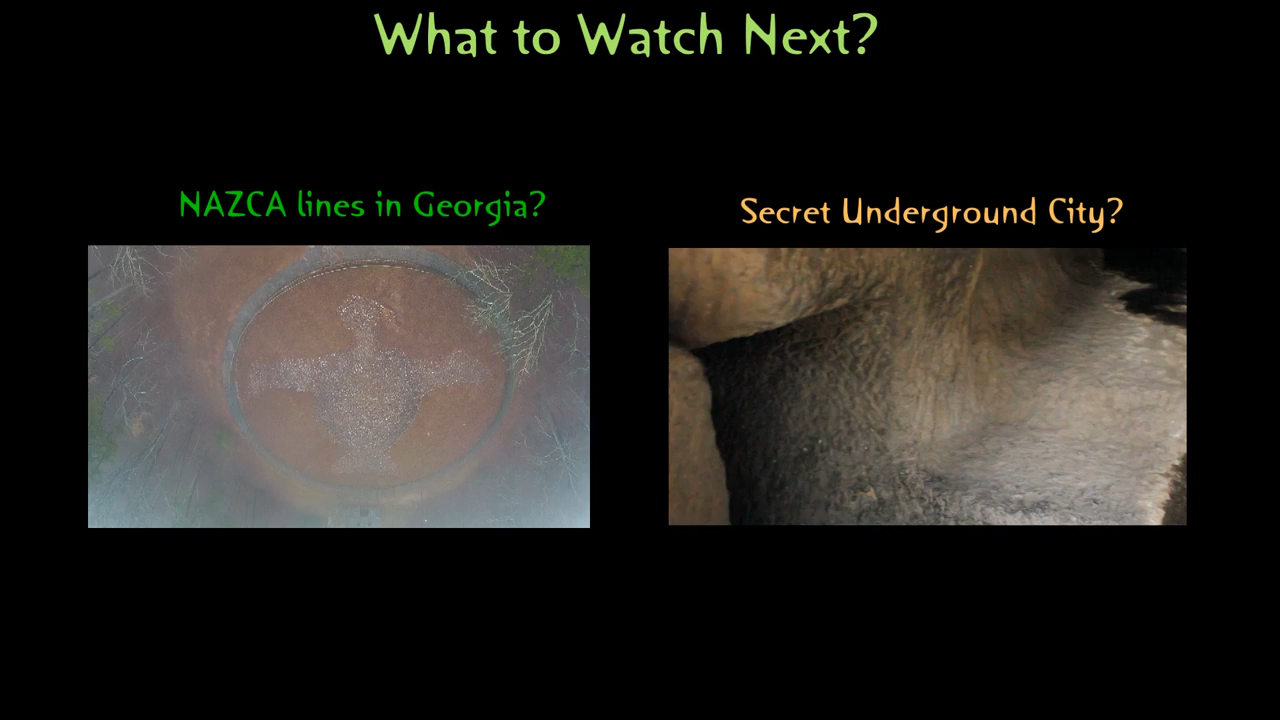 What to Watch Next?
NAZCA lines in Georgia?
Secret Underground City?